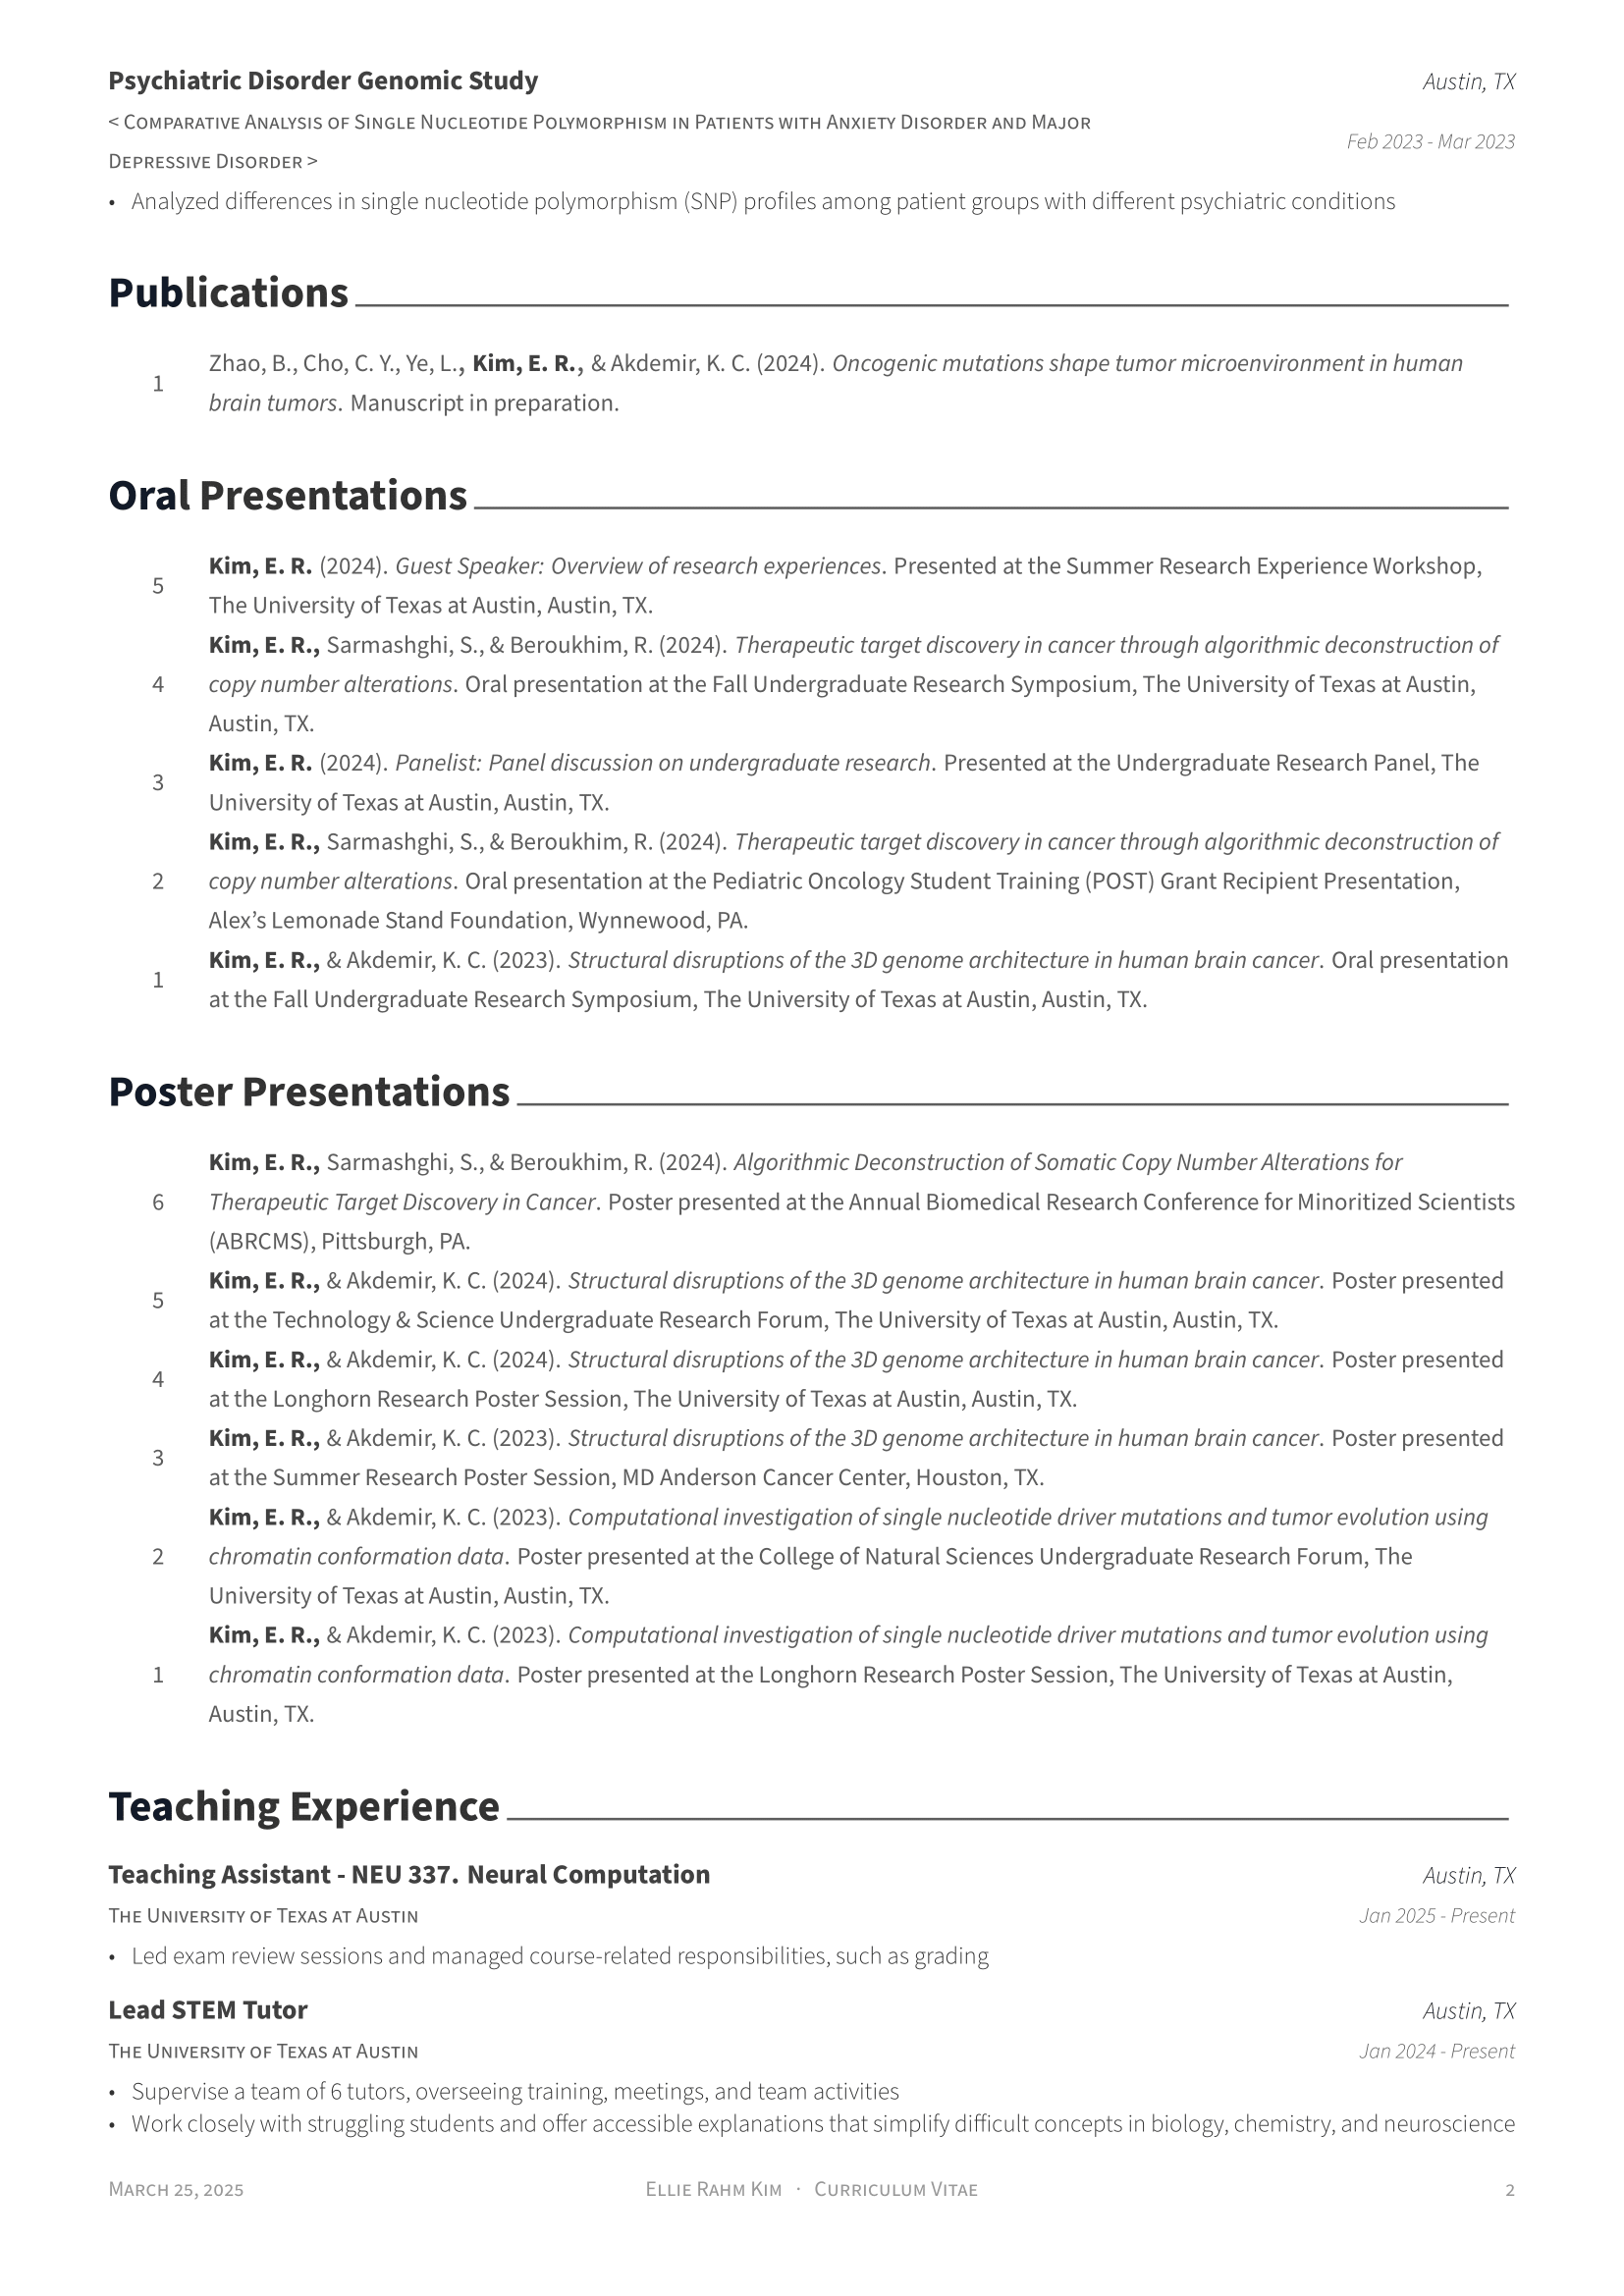 Psychiatric Disorder Genomic Study Austin, TX
< Comparative Analysis of Single Nucleotide Polymorphism in Patients with Anxiety Disorder and Major
Feb 2023 - Mar 2023
Depressive Disorder >
• Analyzed differences in single nucleotide polymorphism (SNP) profiles among patient groups with different psychiatric conditions
Publications
Zhao, B., Cho, C. Y., Ye, L., Kim, E. R., & Akdemir, K. C. (2024). Oncogenic mutations shape tumor microenvironment in human
1
brain tumors. Manuscript in preparation.
Oral Presentations
Kim, E. R. (2024). Guest Speaker: Overview of research experiences. Presented at the Summer Research Experience Workshop,
5
The University of Texas at Austin, Austin, TX.
Kim, E. R., Sarmashghi, S., & Beroukhim, R. (2024). Therapeutic target discovery in cancer through algorithmic deconstruction of
4 copy number alterations. Oral presentation at the Fall Undergraduate Research Symposium, The University of Texas at Austin,
Austin, TX.
Kim, E. R. (2024). Panelist: Panel discussion on undergraduate research. Presented at the Undergraduate Research Panel, The
3
University of Texas at Austin, Austin, TX.
Kim, E. R., Sarmashghi, S., & Beroukhim, R. (2024). Therapeutic target discovery in cancer through algorithmic deconstruction of
2 copy number alterations. Oral presentation at the Pediatric Oncology Student Training (POST) Grant Recipient Presentation,
Alex’s Lemonade Stand Foundation, Wynnewood, PA.
Kim, E. R., & Akdemir, K. C. (2023). Structural disruptions of the 3D genome architecture in human brain cancer. Oral presentation
1
at the Fall Undergraduate Research Symposium, The University of Texas at Austin, Austin, TX.
Poster Presentations
Kim, E. R., Sarmashghi, S., & Beroukhim, R. (2024). Algorithmic Deconstruction of Somatic Copy Number Alterations for
6 Therapeutic Target Discovery in Cancer. Poster presented at the Annual Biomedical Research Conference for Minoritized Scientists
(ABRCMS), Pittsburgh, PA.
Kim, E. R., & Akdemir, K. C. (2024). Structural disruptions of the 3D genome architecture in human brain cancer. Poster presented
5
at the Technology & Science Undergraduate Research Forum, The University of Texas at Austin, Austin, TX.
Kim, E. R., & Akdemir, K. C. (2024). Structural disruptions of the 3D genome architecture in human brain cancer. Poster presented
4
at the Longhorn Research Poster Session, The University of Texas at Austin, Austin, TX.
Kim, E. R., & Akdemir, K. C. (2023). Structural disruptions of the 3D genome architecture in human brain cancer. Poster presented
3
at the Summer Research Poster Session, MD Anderson Cancer Center, Houston, TX.
Kim, E. R., & Akdemir, K. C. (2023). Computational investigation of single nucleotide driver mutations and tumor evolution using
2 chromatin conformation data. Poster presented at the College of Natural Sciences Undergraduate Research Forum, The
University of Texas at Austin, Austin, TX.
Kim, E. R., & Akdemir, K. C. (2023). Computational investigation of single nucleotide driver mutations and tumor evolution using
1 chromatin conformation data. Poster presented at the Longhorn Research Poster Session, The University of Texas at Austin,
Austin, TX.
Teaching Experience
Teaching Assistant - NEU 337. Neural Computation Austin, TX
The University of Texas at Austin Jan 2025 - Present
• Led exam review sessions and managed course-related responsibilities, such as grading
Lead STEM Tutor Austin, TX
The University of Texas at Austin Jan 2024 - Present
• Supervise a team of 6 tutors, overseeing training, meetings, and team activities
• Work closely with struggling students and offer accessible explanations that simplify difficult concepts in biology, chemistry, and neuroscience
March 25, 2025 Ellie Rahm Kim · Curriculum Vitae 2